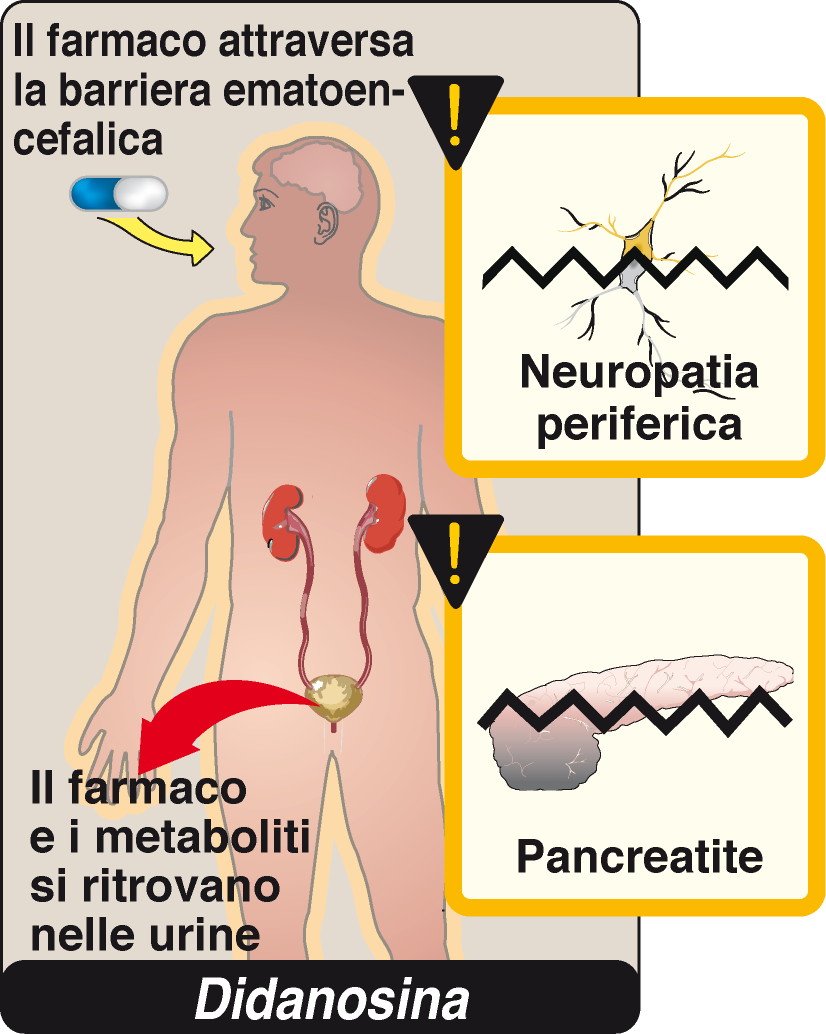 Il farmaco attraversa
la barriera ematoen-
cefalica
!
Neuropatia
periferica
!
Pancreatite
Il farmaco
e i metaboliti
si ritrovano
nelle urine
Didanosina